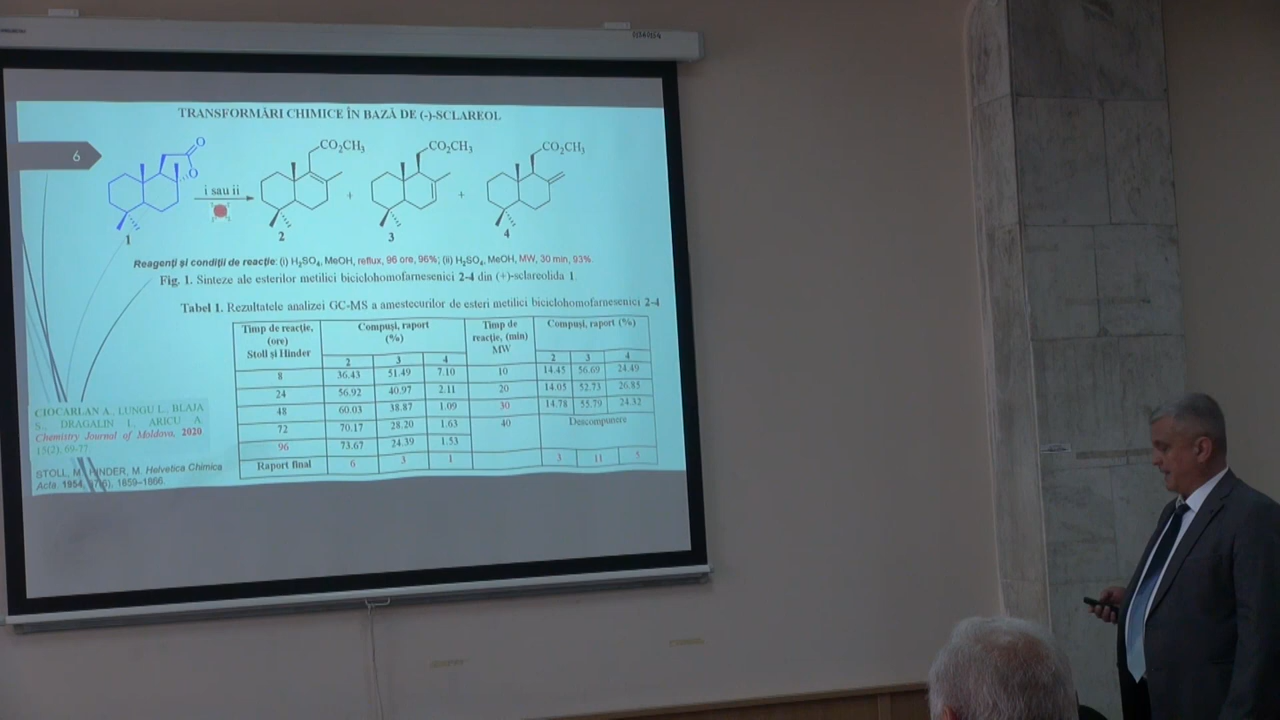 TRANSFORMĂRI CHIMICE ÎN BAZĂ DE (-)-SCLAREOL
6
O
O
1
i sau ii
CO2CH3
2
+
CO2CH3
3
+
CO2CH3
4
Reagenți și condiții de reacție: (i) H2SO4, MeOH, reflux, 96 ore, 96%; (ii) H2SO4, MeOH, MW, 30 min, 93%.
Fig. 1. Sinteze ale esterilor metilici biciclohomofarnesenici 2-4 din (+)-sclareolida 1
Tabel 1. Rezultatele analizei GC-MS a amestecurilor de esteri metilici biciclohomofarnesenici 2-4
Timp de reacție, (ore) Stoll și Hinder Compuși, raport (%) Timp de reacție, (min) MW Compuși, raport (%)
2 3 4 2 3 4
8 36.43 51.49 7.10 10 14.45 56.69 24.49
24 56.92 40.97 2.11 20 14.05 52.73 26.85
48 60.03 38.87 1.09 30 14.78 55.79 24.32
72 70.17 28.20 1.63 40 Descompunere
96 73.67 24.39 1.53
Raport final 6 3 1 3 11 5
CIOCARLAN A., LUNGU L., BLAJA
S., DRAGALIN I., ARICU A.
Chemistry Journal of Moldova, 2020
15(2), 69-77.
STOLL, M. HINDER, M. Helvetica Chimica
Acta. 1954, 1859–1866.